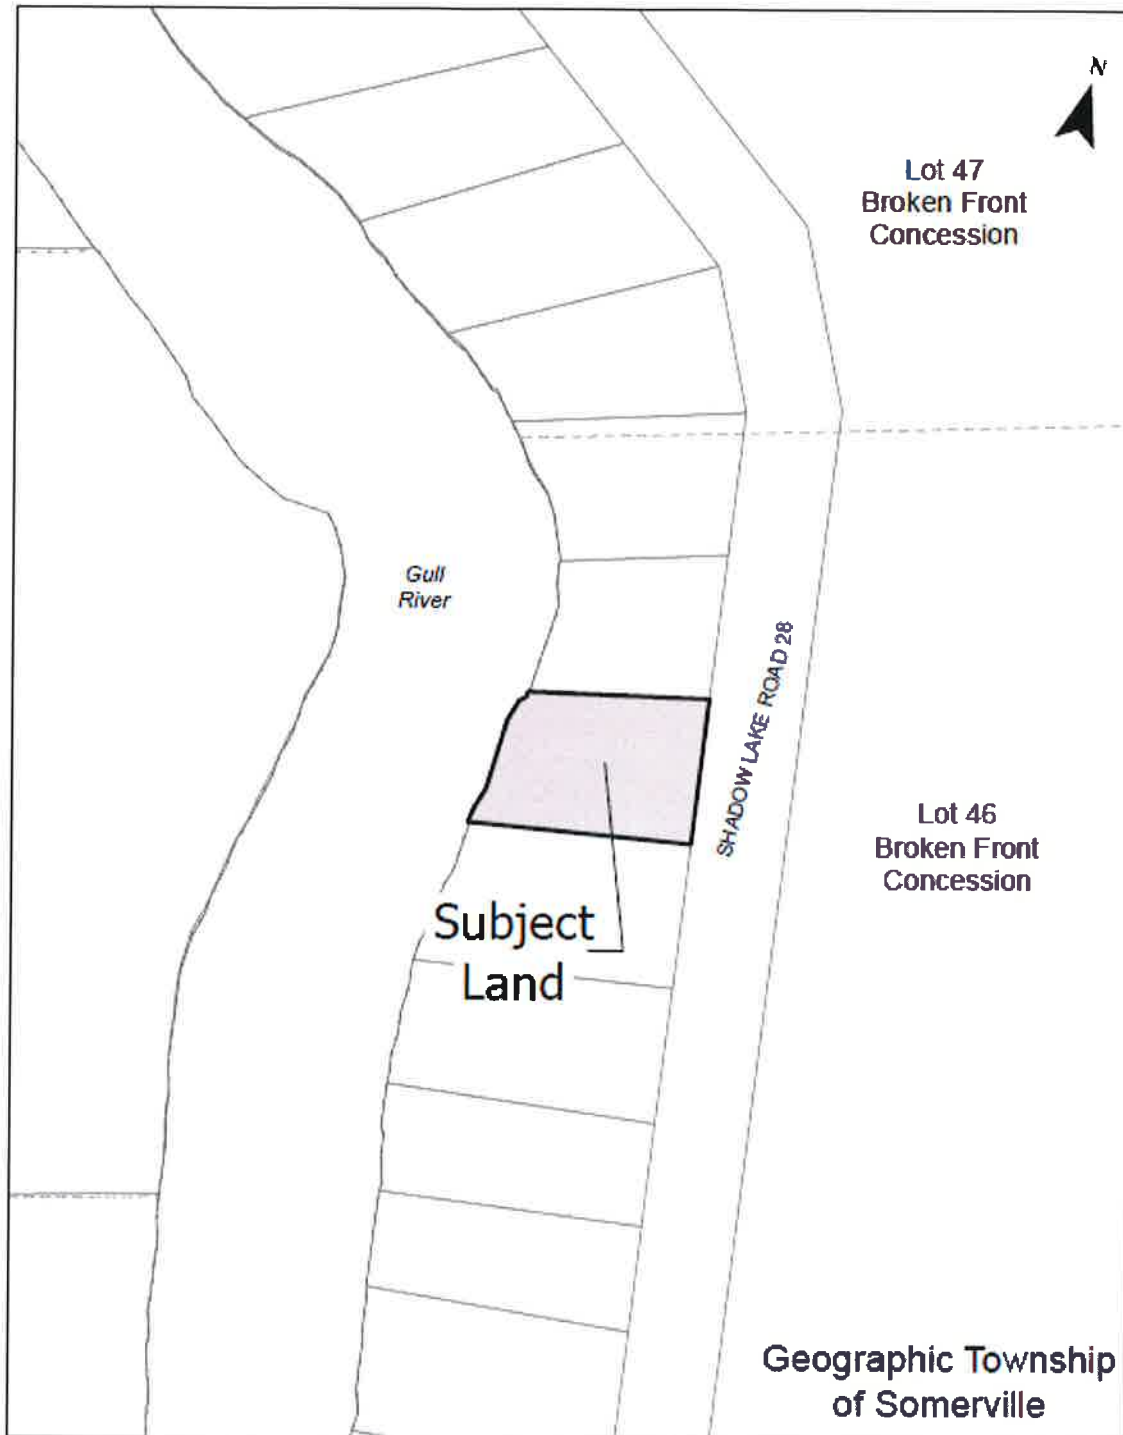 N
Lot 47
Broken Front
Concession
Gull
River
SHADOW LAKE ROAD 28
Lot 46
Broken Front
Concession
Subject
Land
Geographic Township
of Somerville